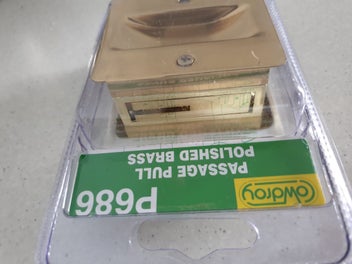 Cowdroy
PASSAGE PULL
POLISHED BRASS
P686